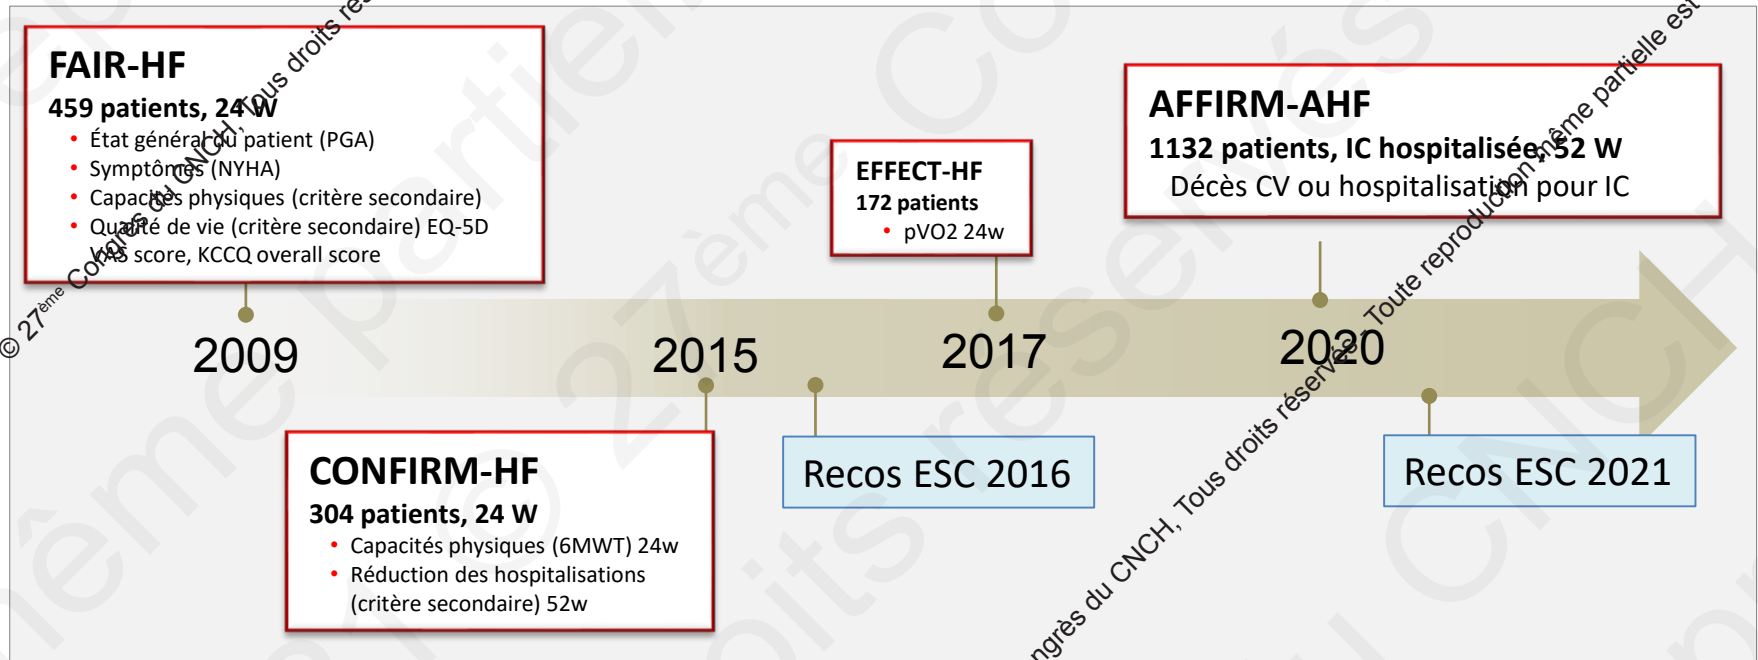 FAIR-HF
459 patients, 24 W
• État général du patient (PGA)
• Symptômes (NYHA)
• Capacités physiques (critère secondaire)
• Qualité de vie (critère secondaire) EQ-5D
VAS score, KCCQ overall score
EFFECT-HF
172 patients
• pVO2 24w
AFFIRM-AHF
1132 patients, IC hospitalisée, 52 W
Décès CV ou hospitalisation pour IC
2009
2015
2017
2020
CONFIRM-HF
304 patients, 24 W
• Capacités physiques (6MWT) 24w
• Réduction des hospitalisations
(critère secondaire) 52w
Recos ESC 2016
Recos ESC 2021
© 27ème Congrès du CNCH, Tous droits
du CNCH, Tous droits réservés - Toute reproduction même partielle est